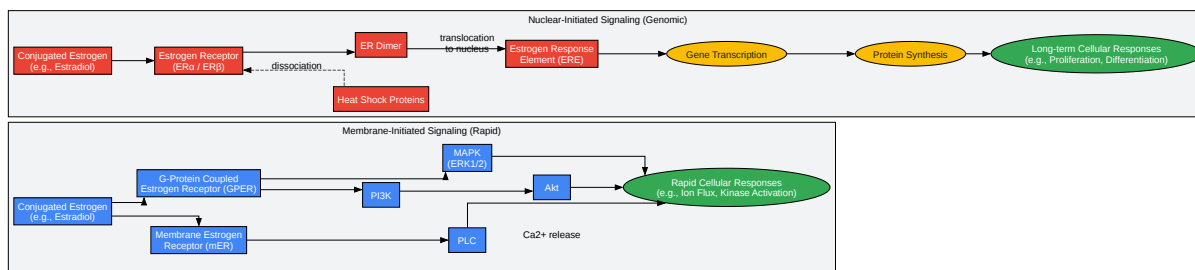 Nuclear-Initiated Signaling (Genomic)
Conjugated Estrogen
(e.g., Estradiol)
Estrogen Receptor
(ERα / ERβ)
dissociation
Heat Shock Proteins
ER Dimer
translocation
to nucleus
Estrogen Response
Element (ERE)
Gene Transcription
Protein Synthesis
Long-term Cellular Responses
(e.g., Proliferation, Differentiation)
Membrane-Initiated Signaling (Rapid)
Conjugated Estrogen
(e.g., Estradiol)
G-Protein Coupled
Estrogen Receptor (GPER)
Membrane Estrogen
Receptor (mER)
PI3K
MAPK
(ERK1/2)
Akt
PLC
Ca2+ release
Rapid Cellular Responses
(e.g., Ion Flux, Kinase Activation)